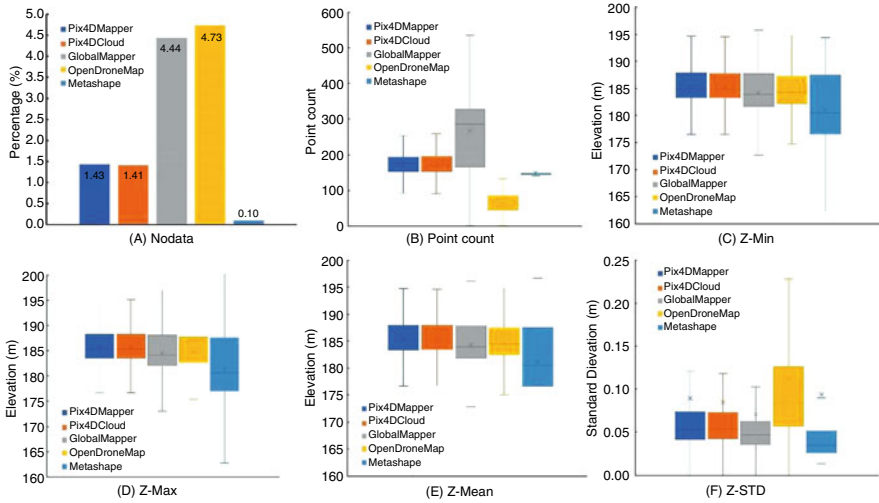 5.0
4.5
4.0
3.5
3.0
2.5
2.0
1.5
1.0
0.5
0.0
Percentage (%)
Pix4DMapper
Pix4DCloud
GlobalMapper
OpenDroneMap
Metashape
1.43
1.41
4.44
4.73
0.10
(A) Nodata
600
500
400
300
200
100
0
Point count
Pix4DMapper
Pix4DCloud
GlobalMapper
OpenDroneMap
Metashape
(B) Point count
200
195
190
185
180
175
170
165
160
Elevation (m)
Pix4DMapper
Pix4DCloud
GlobalMapper
OpenDroneMap
Metashape
(C) Z-Min
200
195
190
185
180
175
170
165
160
Elevation (m)
Pix4DMapper
Pix4DCloud
GlobalMapper
OpenDroneMap
Metashape
(D) Z-Max
200
195
190
185
180
175
170
165
160
Elevation (m)
Pix4DMapper
Pix4DCloud
GlobalMapper
OpenDroneMap
Metashape
(E) Z-Mean
0.25
0.20
0.15
0.10
0.05
0.00
Standard Dievation (m)
Pix4DMapper
Pix4DCloud
GlobalMapper
OpenDroneMap
Metashape
(F) Z-STD